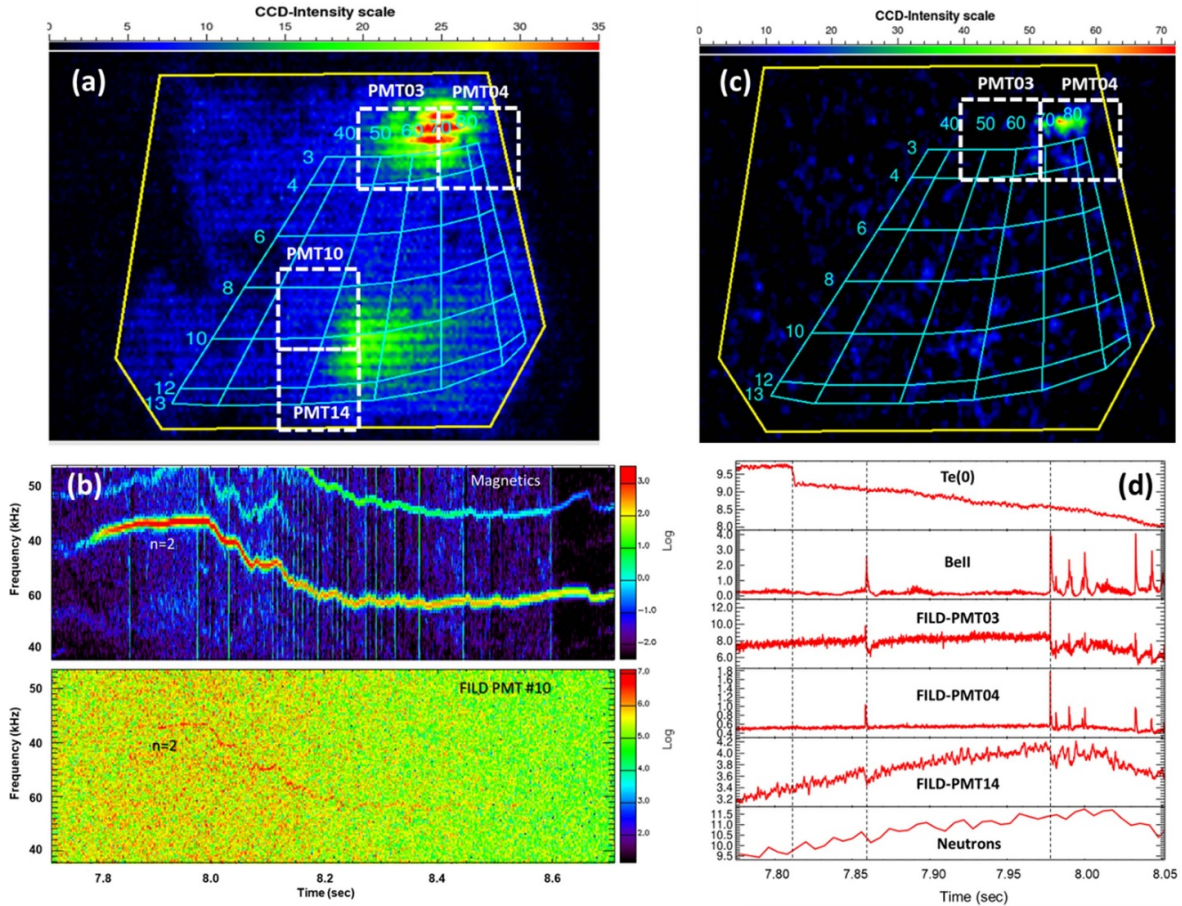 CCD-Intensity scale
0 5 10 15 20 25 30 35
(a)
PMT03 PMT04
40 50 60 70 80
3
4
6
PMT10
8
10
12
13
PMT14
CCD-Intensity scale
0 10 20 30 40 50 60 70
(c)
PMT03 PMT04
40 50 60 70 80
3
4
6
8
10
12
13
(b)
Magnetics
n=2
Frequency (kHz)
50
40
60
40
Log
3.0
2.0
1.0
0.0
-1.0
-2.0
FILD PMT #10
n=2
Frequency (kHz)
50
40
60
40
Log
7.0
6.0
5.0
4.0
3.0
2.0
7.8 8.0 8.2 8.4 8.6
Time (sec)
(d)
Te(0)
9.5
9.0
8.5
8.0
BeII
4.0
3.0
2.0
1.0
0.0
FILD-PMT03
12.0
10.0
8.0
6.0
FILD-PMT04
1.8
1.6
1.4
1.2
1.0
0.8
0.6
0.4
FILD-PMT14
4.2
4.0
3.8
3.6
3.4
3.2
Neutrons
11.5
11.0
10.5
10.0
9.5
7.80 7.85 7.90 7.95 8.00 8.05
Time (sec)